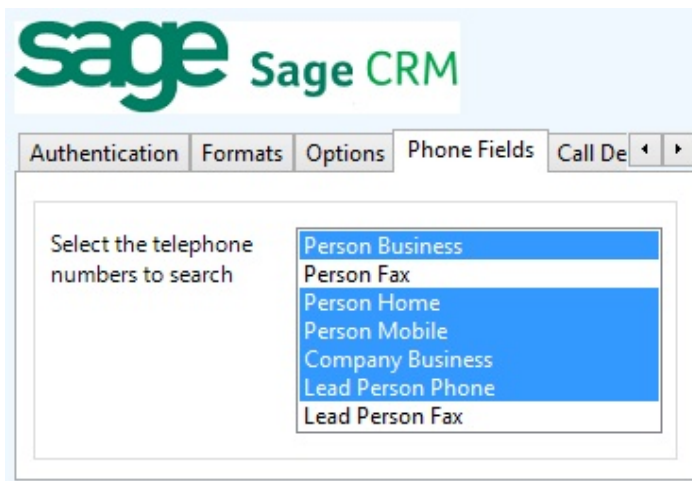 sage Sage CRM
Authentication Formats Options Phone Fields Call De
Select the telephone
numbers to search
Person Business
Person Fax
Person Home
Person Mobile
Company Business
Lead Person Phone
Lead Person Fax